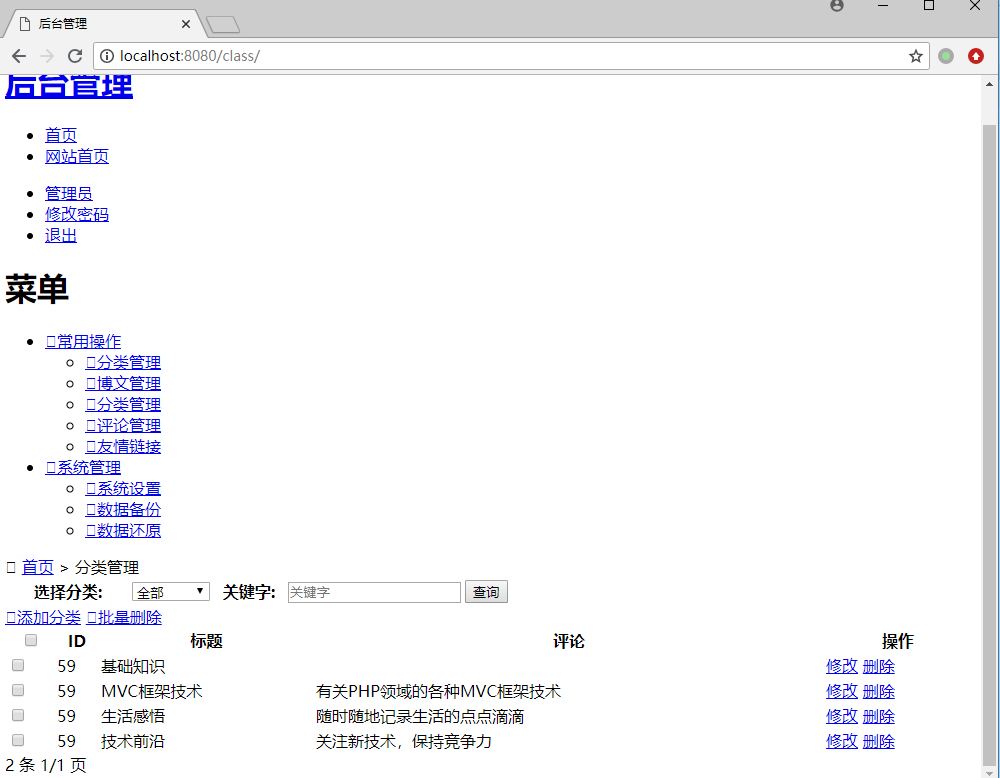 后台管理
localhost:8080/class/
后台管理
首页
网站首页
管理员
修改密码
退出
菜单
常用操作
分类管理
博文管理
分类管理
评论管理
友情链接
系统管理
系统设置
数据备份
数据还原
首页 > 分类管理
选择分类: 全部 关键字: 关键字 查询
添加分类 批量删除
ID 标题 评论 操作
59 基础知识 修改 删除
59 MVC框架技术 有关PHP领域的各种MVC框架技术 修改 删除
59 生活感悟 随时随地记录生活的点点滴滴 修改 删除
59 技术前沿 关注新技术，保持竞争力 修改 删除
2 条 1/1 页